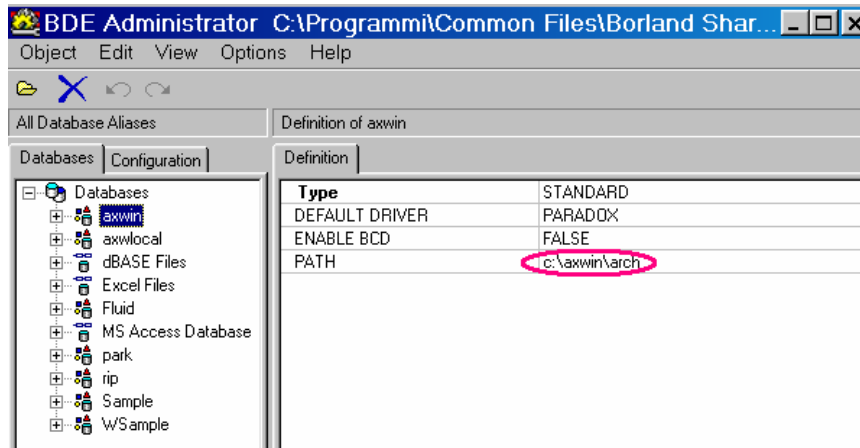 BDE Administrator C:\Programmi\Common Files\Borland Shar...
Object Edit View Options Help
All Database Aliases
Definition of axwin
Databases Configuration
Definition
Databases
axwin
axwlocal
dBASE Files
Excel Files
Fluid
MS Access Database
park
rip
Sample
WSample
Type STANDARD
DEFAULT DRIVER PARADOX
ENABLE BCD FALSE
PATH c:\axwin\arch